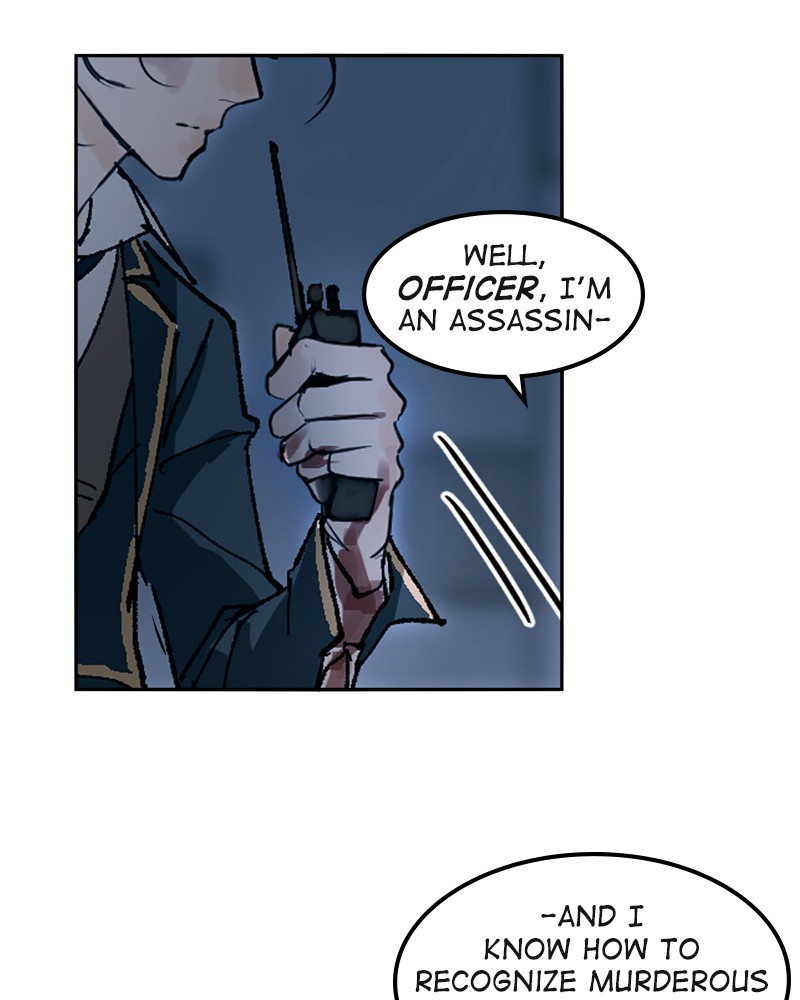 WELL,
OFFICER, I'M
AN ASSASSIN-
-AND I
KNOW HOW TO
RECOGNIZE MURDEROUS